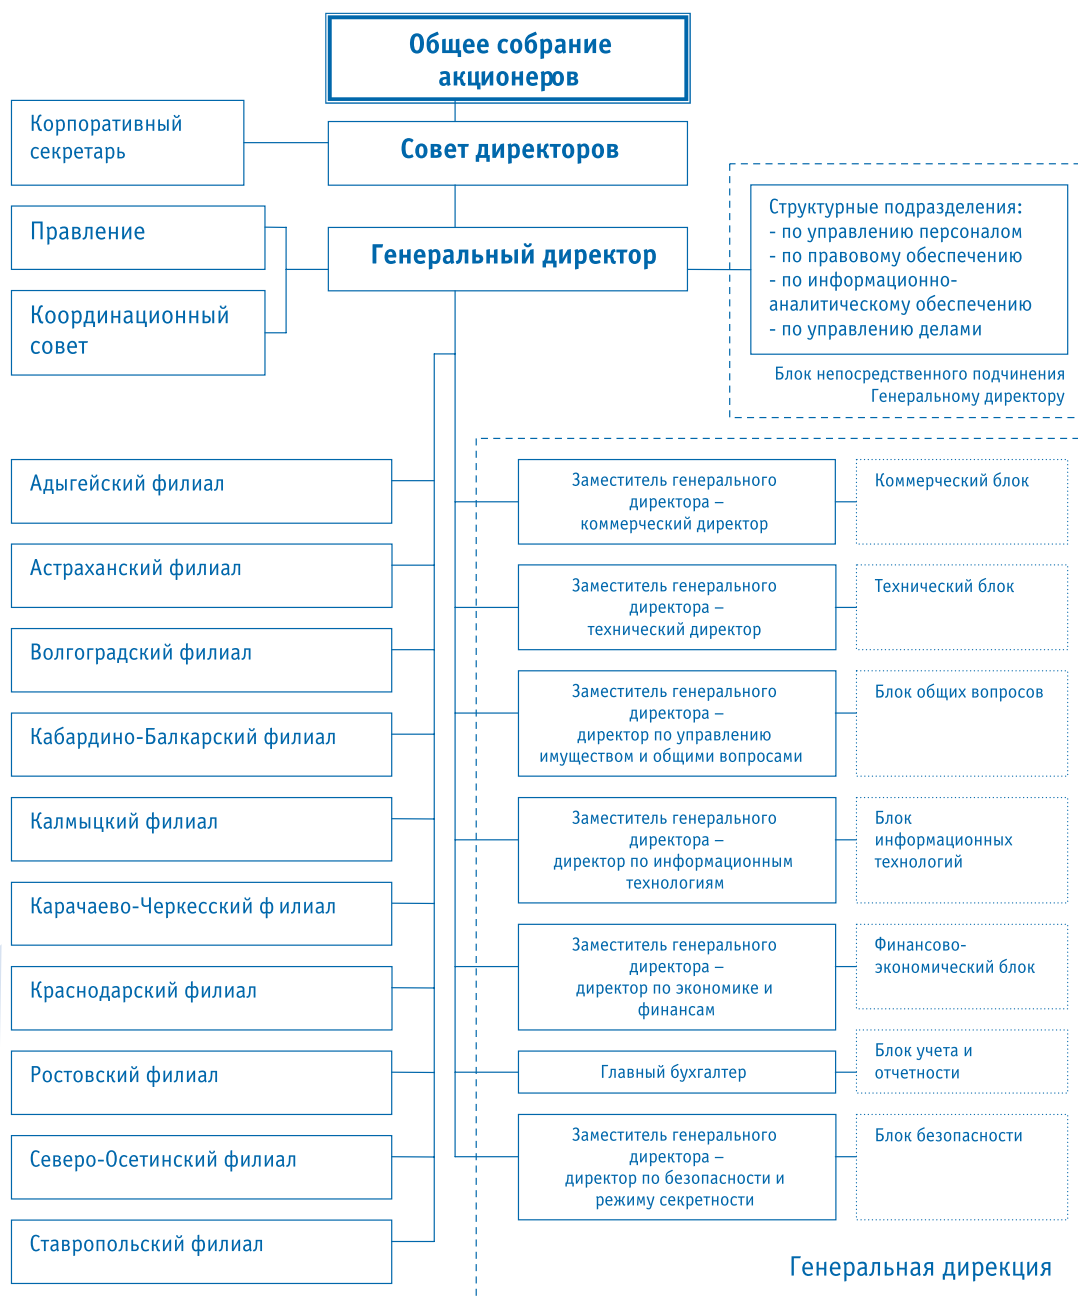 Общее собрание
акционеров
Корпоративный
секретарь
Совет директоров
Правление
Генеральный директор
Координационный
совет
Структурные подразделения:
- по управлению персоналом
- по правовому обеспечению
- по информационно-
аналитическому обеспечению
- по управлению делами
Блок непосредственного подчинения
Генеральному директору
Адыгейский филиал
Астраханский филиал
Волгоградский филиал
Кабардино-Балкарский филиал
Калмыцкий филиал
Карачаево-Черкесский филиал
Краснодарский филиал
Ростовский филиал
Северо-Осетинский филиал
Ставропольский филиал
Заместитель генерального
директора –
коммерческий директор
Коммерческий блок
Заместитель генерального
директора –
технический директор
Технический блок
Заместитель генерального
директора –
директор по управлению
имуществом и общими вопросами
Блок общих вопросов
Заместитель генерального
директора –
директор по информационным
технологиям
Блок
информационных
технологий
Заместитель генерального
директора –
директор по экономике и
финансам
Финансово-
экономический блок
Главный бухгалтер
Блок учета и
отчетности
Заместитель генерального
директора –
директор по безопасности и
режиму секретности
Блок безопасности
Генеральная дирекция